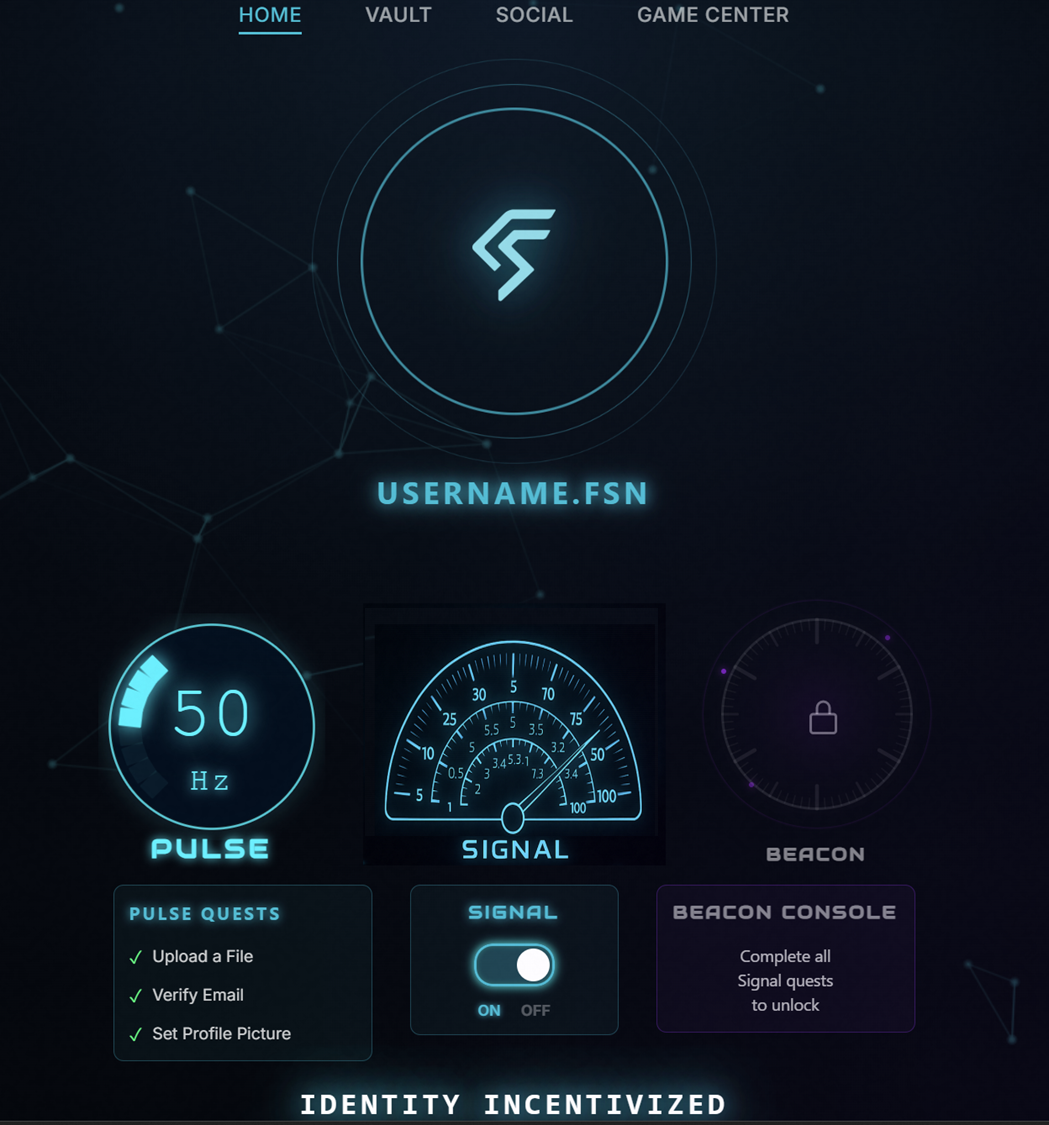 HOME VAULT SOCIAL GAME CENTER
USERNAME.FSN
50
Hz
PULSE
30 5 70
25 75
10 50
5 100
5.5 5 3.5
5 3.2
0.5 3.4
1 100
3.4 5.3.1
3 7.3
2
SIGNAL
BEACON
PULSE QUESTS
✓ Upload a File
✓ Verify Email
✓ Set Profile Picture
SIGNAL
ON OFF
BEACON CONSOLE
Complete all
Signal quests
to unlock
IDENTITY INCENTIVIZED